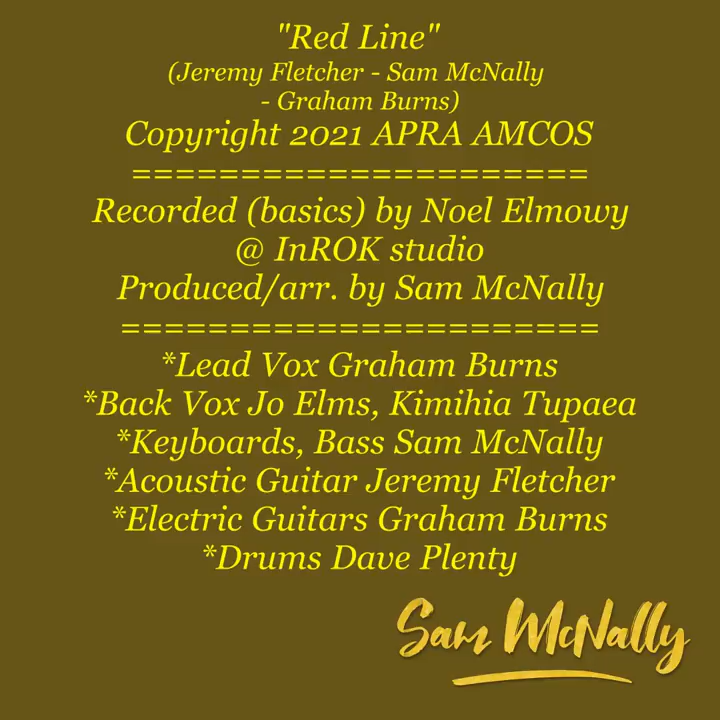 "Red Line"
(Jeremy Fletcher - Sam McNally
- Graham Burns)
Copyright 2021 APRA AMCOS
======================
Recorded (basics) by Noel Elmowy
@ InROK studio
Produced/arr. by Sam McNally
=======================
*Lead Vox Graham Burns
*Back Vox Jo Elms, Kimihia Tupaea
*Keyboards, Bass Sam McNally
*Acoustic Guitar Jeremy Fletcher
*Electric Guitars Graham Burns
*Drums Dave Plenty
Sam McNally